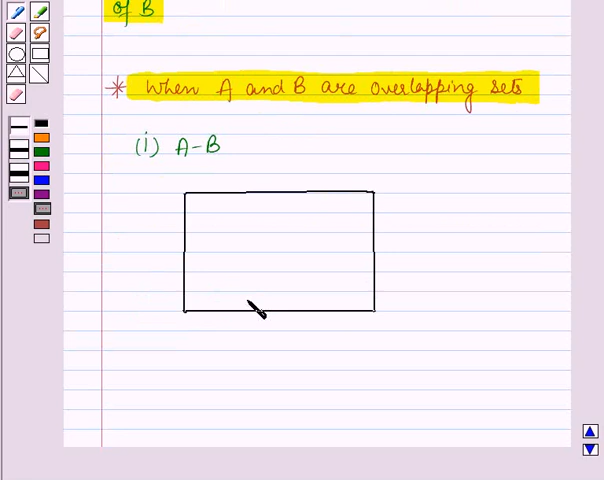 of B
* When A and B are overlapping sets
(i) A-B